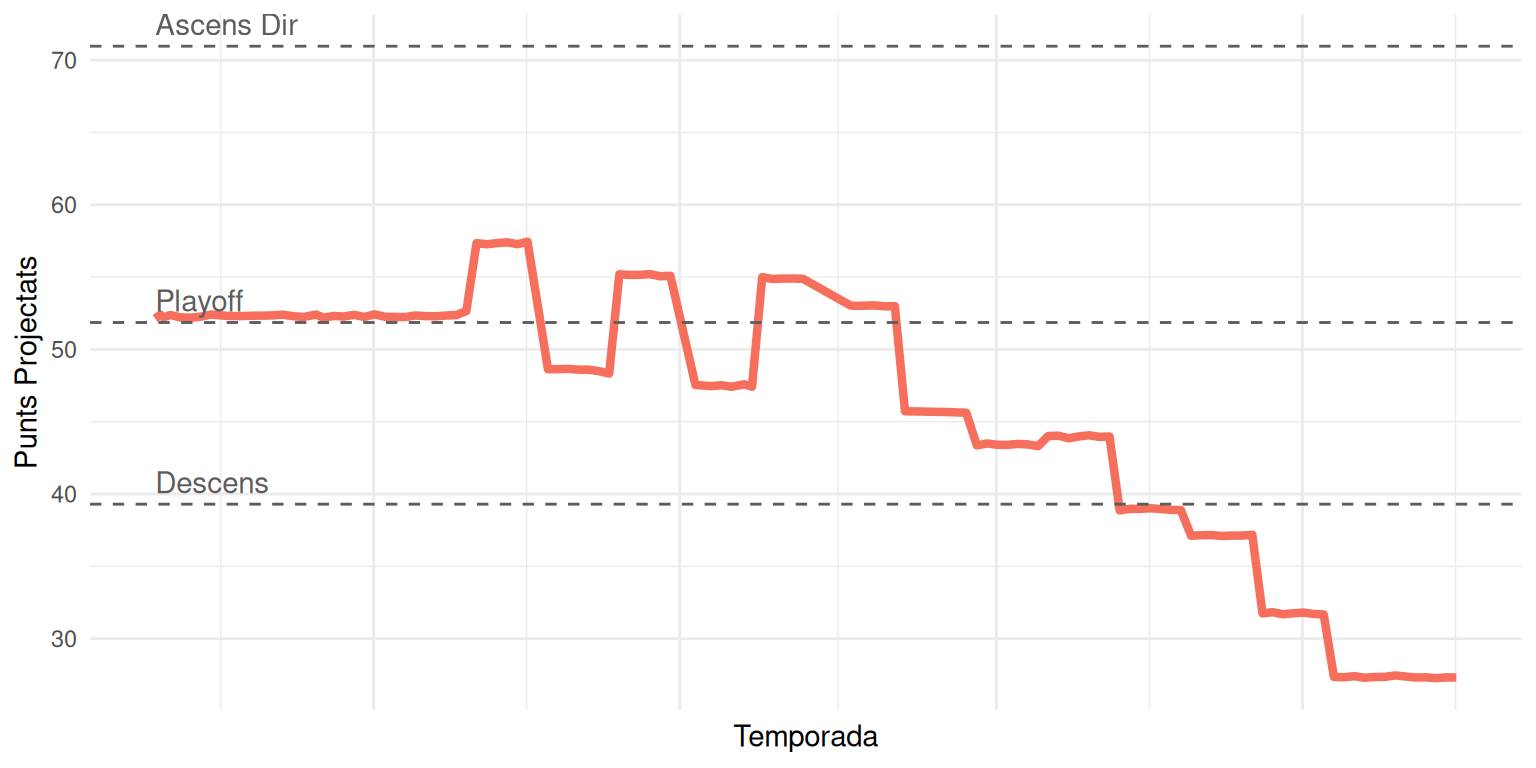 Ascens Dir
70
60
Playoff
50
Descens
40
30
Punts Projectats
Temporada